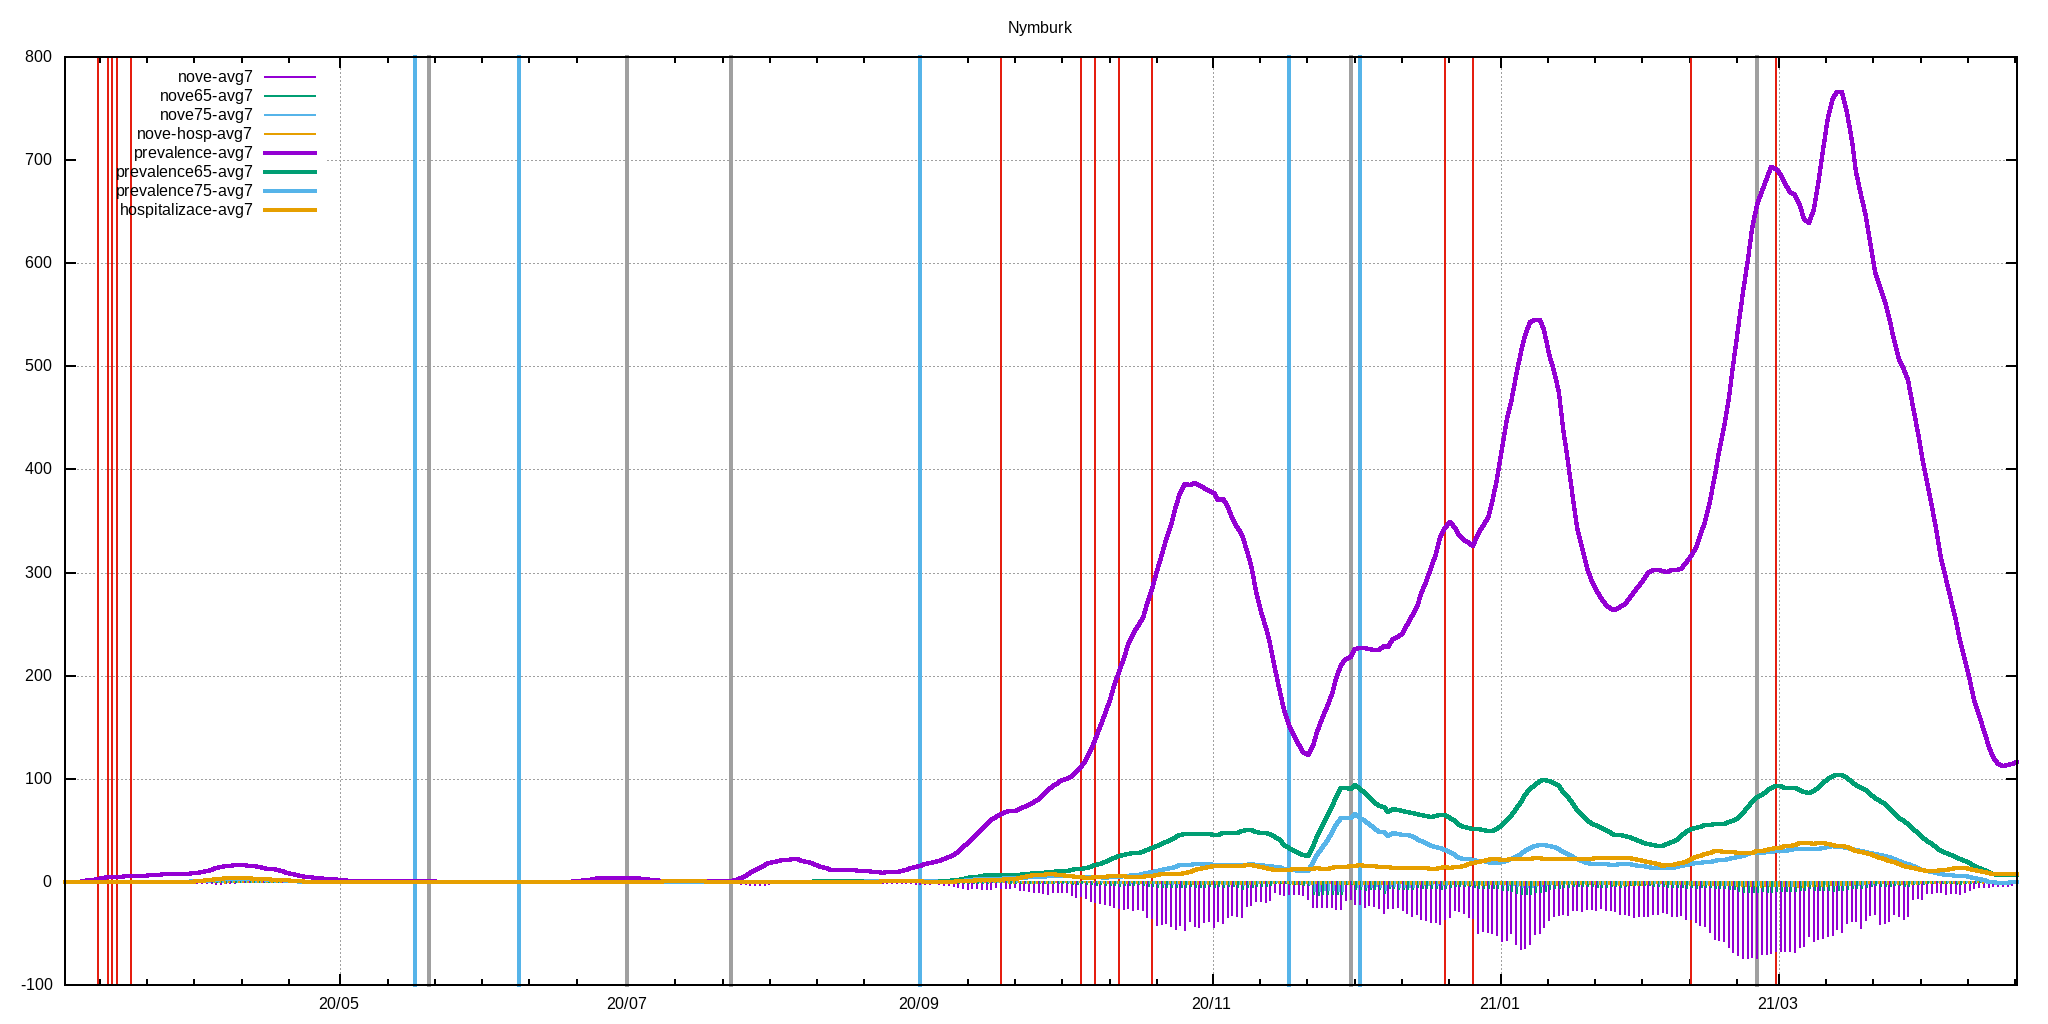 Nymburk
800
700
600
500
400
300
200
100
0
-100
nove-avg7
nove65-avg7
nove75-avg7
nove-hosp-avg7
prevalence-avg7
prevalence65-avg7
prevalence75-avg7
hospitalizace-avg7
20/05 20/07 20/09 20/11 21/01 21/03